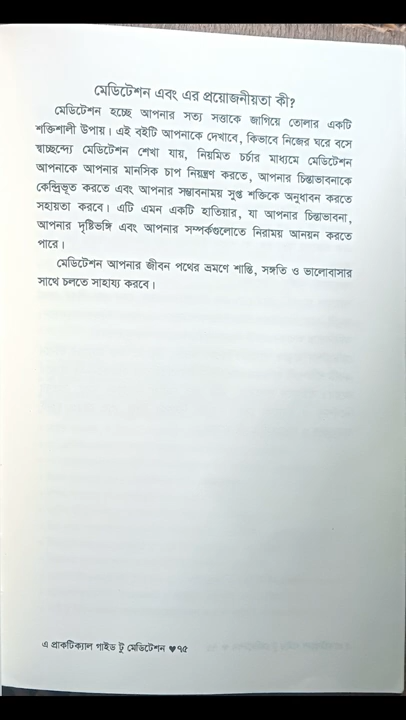 মেডিটেশন এবং এর প্রয়োজনীয়তা কী?
মেডিটেশন হচ্ছে আপনার সত্য সত্তাকে জাগিয়ে তোলার একটি
শক্তিশালী উপায়। এই বইটি আপনাকে দেখাবে, কিভাবে নিজের ঘরে বসে
স্বাচ্ছন্দ্যে মেডিটেশন শেখা যায়, নিয়মিত চর্চার মাধ্যমে মেডিটেশন
আপনাকে আপনার মানসিক চাপ নিয়ন্ত্রণ করতে, আপনার চিন্তাভাবনাকে
কেন্দ্রিভূত করতে এবং আপনার সম্ভাবনাময় সুপ্ত শক্তিকে অনুধাবন করতে
সহায়তা করবে। এটি এমন একটি হাতিয়ার, যা আপনার চিন্তাভাবনা,
আপনার দৃষ্টিভঙ্গি এবং আপনার সম্পর্কগুলোতে নিরাময় আনয়ন করতে
পারে।
মেডিটেশন আপনার জীবন পথের ভ্রমণে শান্তি, সঙ্গতি ও ভালোবাসার
সাথে চলতে সাহায্য করবে।
এ প্রাকটিক্যাল গাইড টু মেডিটেশন ♥ ৭৫